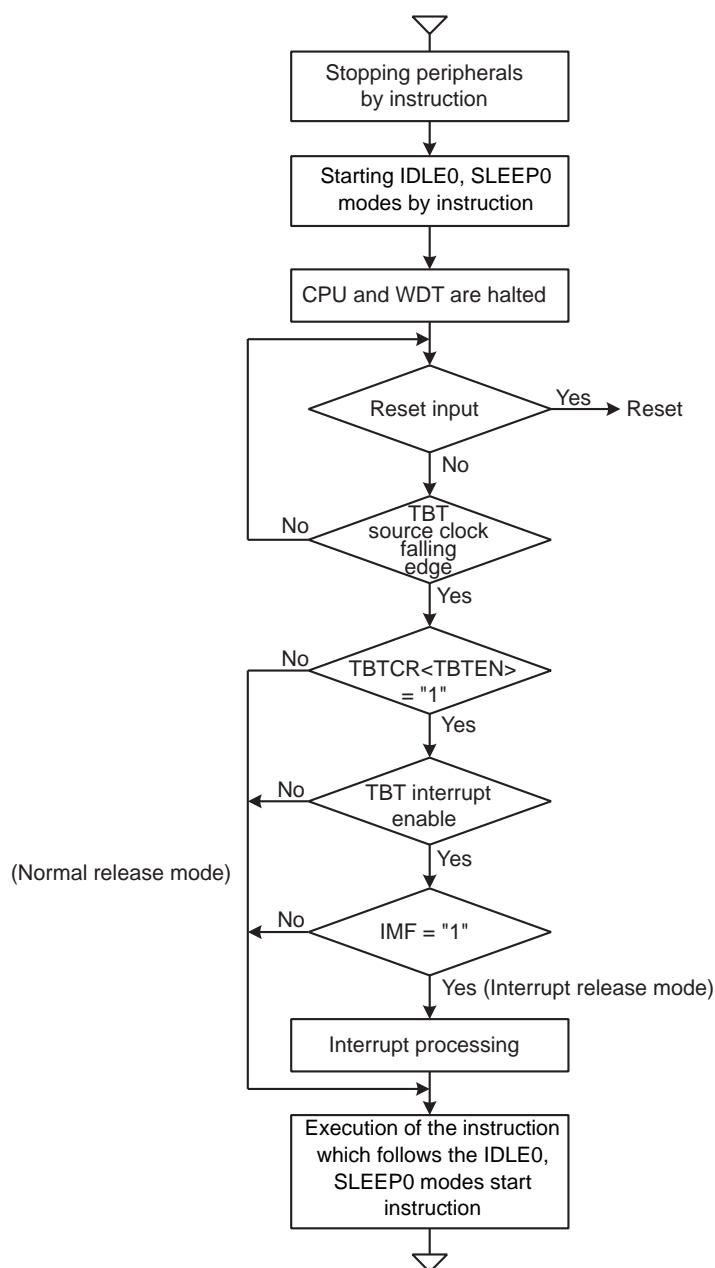 Stopping peripherals
by instruction
Starting IDLE0, SLEEP0
modes by instruction
CPU and WDT are halted
Reset input
Yes
Reset
No
No
TBT
source clock
falling
edge
Yes
No
TBTCR<TBTEN>
= "1"
Yes
No
TBT interrupt
enable
Yes
(Normal release mode)
No
IMF = "1"
Yes (Interrupt release mode)
Interrupt processing
Execution of the instruction
which follows the IDLE0,
SLEEP0 modes start
instruction